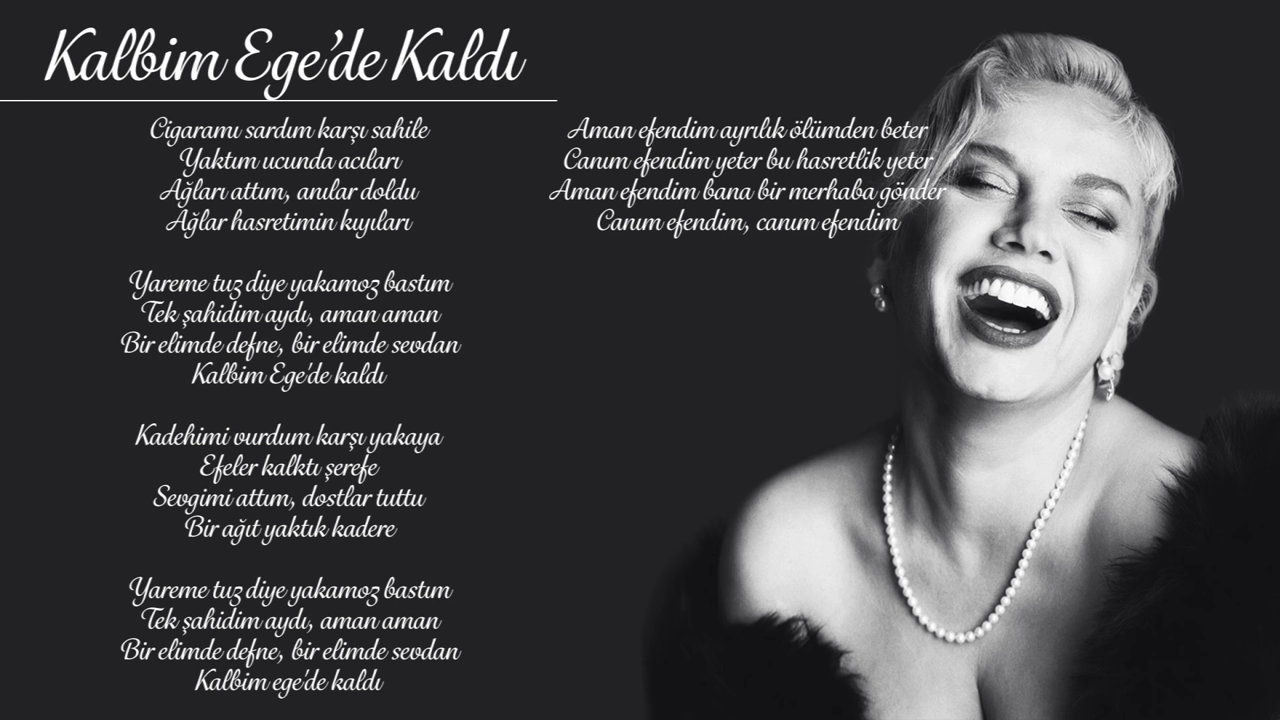 Kalbim Ege'de Kaldı
Cigaramı sardım karşı sahile
Yaktım ucunda acıları
Ağları attım, anılar doldu
Ağlar hasretimin kıyıları
Yareme tuz diye yakamoz bastım
Tek şahidim aydı, aman aman
Bir elimde defne, bir elimde sevdan
Kalbim Ege'de kaldı
Kadehimi vurdum karşı yakaya
Efeler kalktı şerefe
Sevgimi attım, dostlar tuttu
Bir ağıt yaktık kadere
Yareme tuz diye yakamoz bastım
Tek şahidim aydı, aman aman
Bir elimde defne, bir elimde sevdan
Kalbim ege'de kaldı
Aman efendim ayrılık ölümden beter
Canım efendim yeter bu hasretlik yeter
Aman efendim bana bir merhaba gönder
Canım efendim, canım efendim